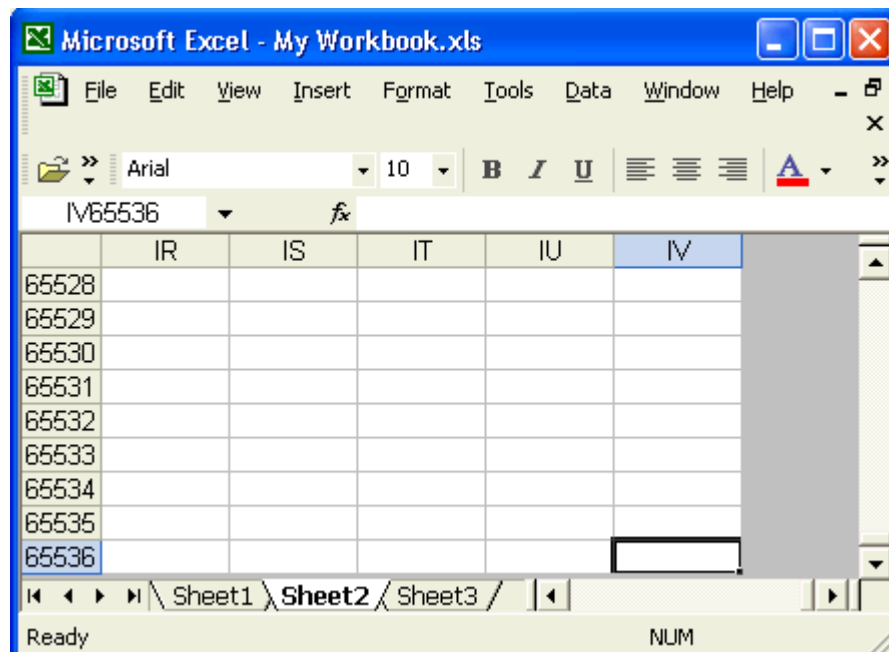 Microsoft Excel - My Workbook.xls
File Edit View Insert Format Tools Data Window Help
Arial 10 B I U A
IV65536 fx
IR IS IT IU IV
65528
65529
65530
65531
65532
65533
65534
65535
65536
Sheet1 Sheet2 Sheet3
Ready NUM